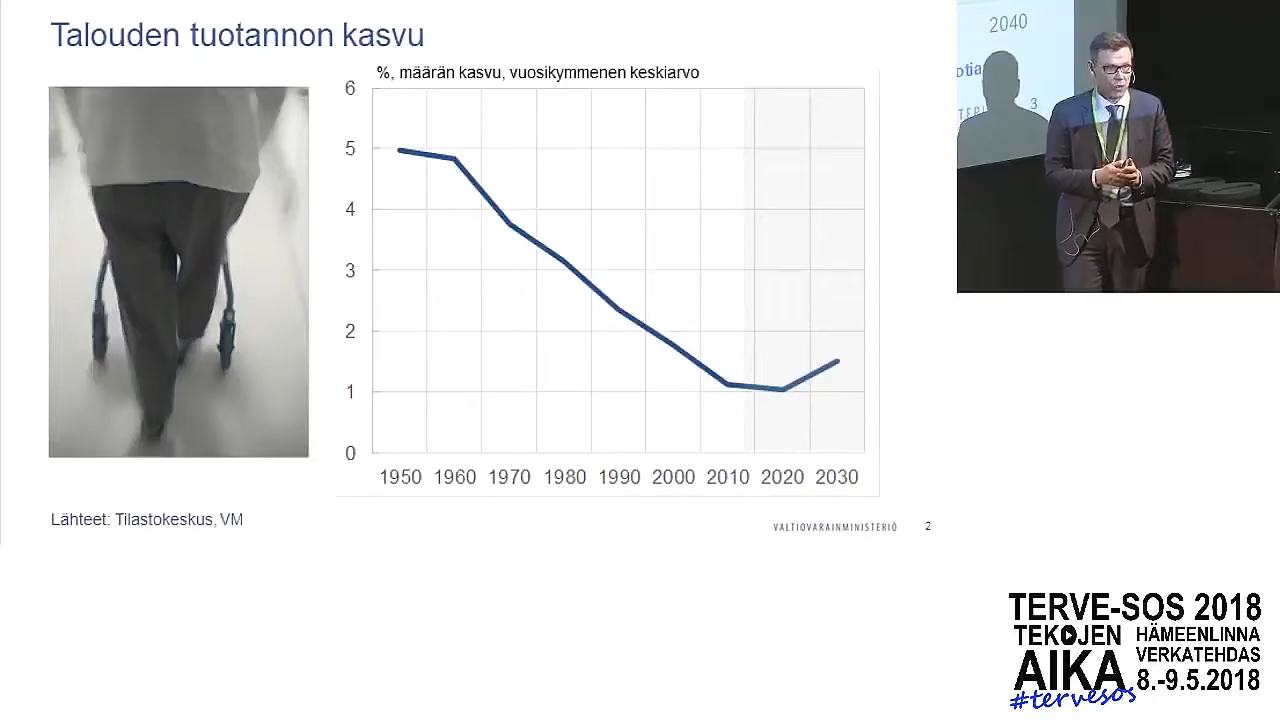 Talouden tuotannon kasvu
%, määrän kasvu, vuosikymmenen keskiarvo
6
5
4
3
2
1
0
1950 1960 1970 1980 1990 2000 2010 2020 2030
Lähteet: Tilastokeskus, VM
VALTIOVARAINMINISTERIÖ 2
2040
3
TERVE-SOS 2018
TEKOJEN
AIKA
HÄMEENLINNA
VERKATEHDAS
8.-9.5.2018
#tervesos